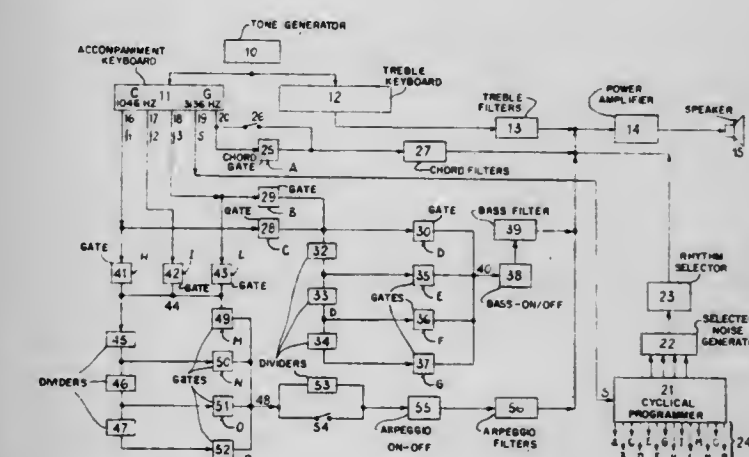 TONE GENERATOR
10
ACCOMPANIMENT
KEYBOARD
C 11 G
1046 HZ 3136 HZ
16 17 18 19 20
26
S
12
TREBLE
KEYBOARD
TREBLE
FILTERS
13
POWER
AMPLIFIER
14
SPEAKER
15
CHORD
GATE
25
A
27
CHORD FILTERS
29
GATE
B
GATE
28
C
GATE
30
D
BASS FILTER
39
GATE
41
H
42
I
GATE
43
L
GATE
44
32
33
D
34
DIVIDERS
35
E
GATES
36
F
37
G
40
38
BASS-ON/OFF
RHYTHM
SELECTOR
23
SELECTED
NOISE
GENERAT
22
DIVIDERS
45
46
47
49
M
GATES
50
N
51
O
52
48
53
54
55
ARPEGGIO
ON-OFF
56
ARPEGGIO
FILTERS
S
21
CYCLICAL
PROGRAMMER
A C E G I M O
24